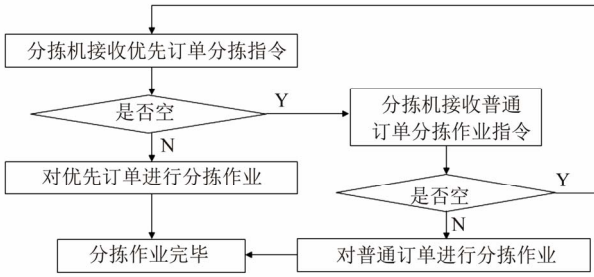 分拣机接收优先订单分拣指令
是否空
Y
分拣机接收普通
订单分拣作业指令
N
对优先订单进行分拣作业
是否空
Y
N
分拣作业完毕
对普通订单进行分拣作业